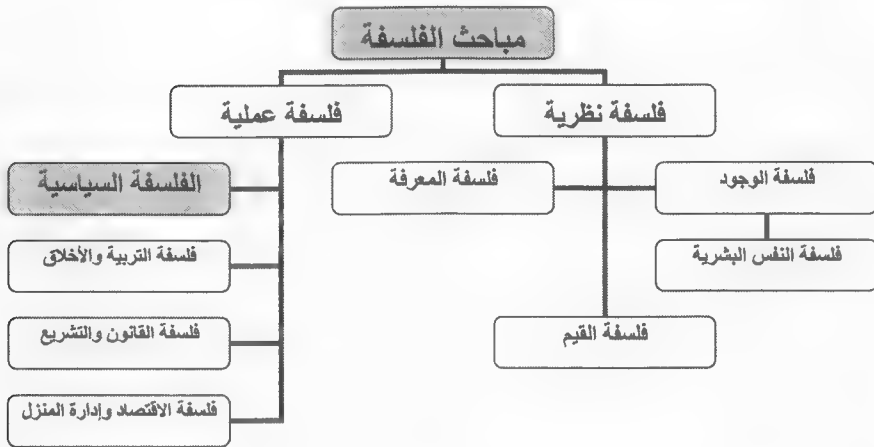 مباحث الفلسفة
فلسفة نظرية
فلسفة عملية
فلسفة الوجود
فلسفة المعرفة
الفلسفة السياسية
فلسفة النفس البشرية
فلسفة التربية والأخلاق
فلسفة القيم
فلسفة القانون والتشريع
فلسفة الاقتصاد وإدارة المنزل